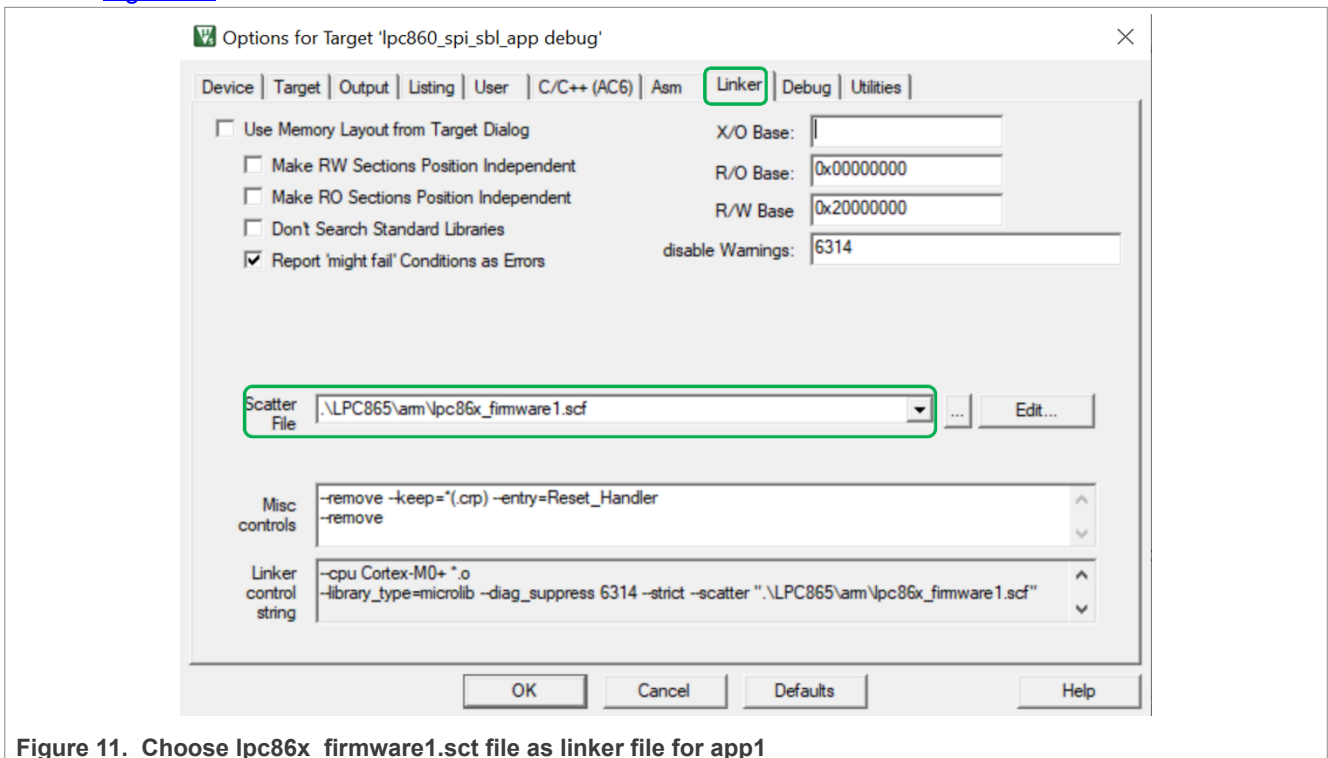 Options for Target 'lpc860_spi_sbl_app debug'
Device Target Output Listing User C/C++ (AC6) Asm Linker Debug Utilities
Use Memory Layout from Target Dialog
X/O Base:
Make RW Sections Position Independent
R/O Base: 0x00000000
Make RO Sections Position Independent
R/W Base 0x20000000
Don't Search Standard Libraries
disable Warnings: 6314
Report 'might fail' Conditions as Errors
Scatter
File
.\LPC865\arm\lpc86x_firmware1.scf
... Edit...
Misc
controls
--remove --keep=*(.crp) --entry=Reset_Handler
--remove
Linker
control
string
--cpu Cortex-M0+ *.o
--library_type=microlib --diag_suppress 6314 --strict --scatter ".\LPC865\arm\lpc86x_firmware1.scf"
OK Cancel Defaults Help
Figure 11. Choose lpc86x_firmware1.sct file as linker file for app1